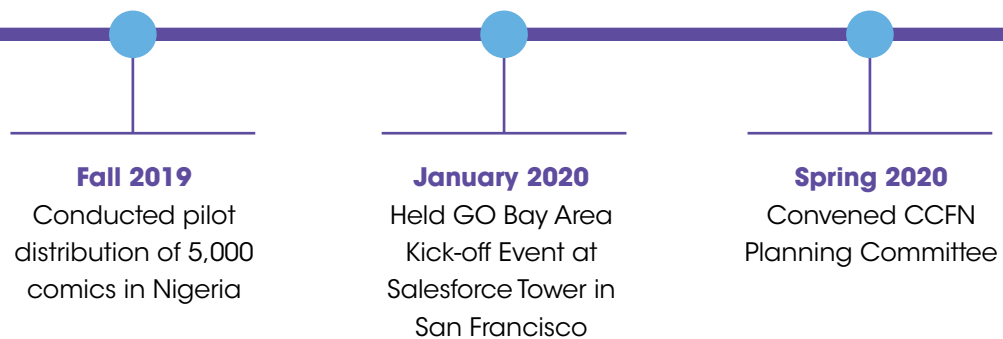 Fall 2019
Conducted pilot
distribution of 5,000
comics in Nigeria
January 2020
Held GO Bay Area
Kick-off Event at
Salesforce Tower in
San Francisco
Spring 2020
Convened CCFN
Planning Committee